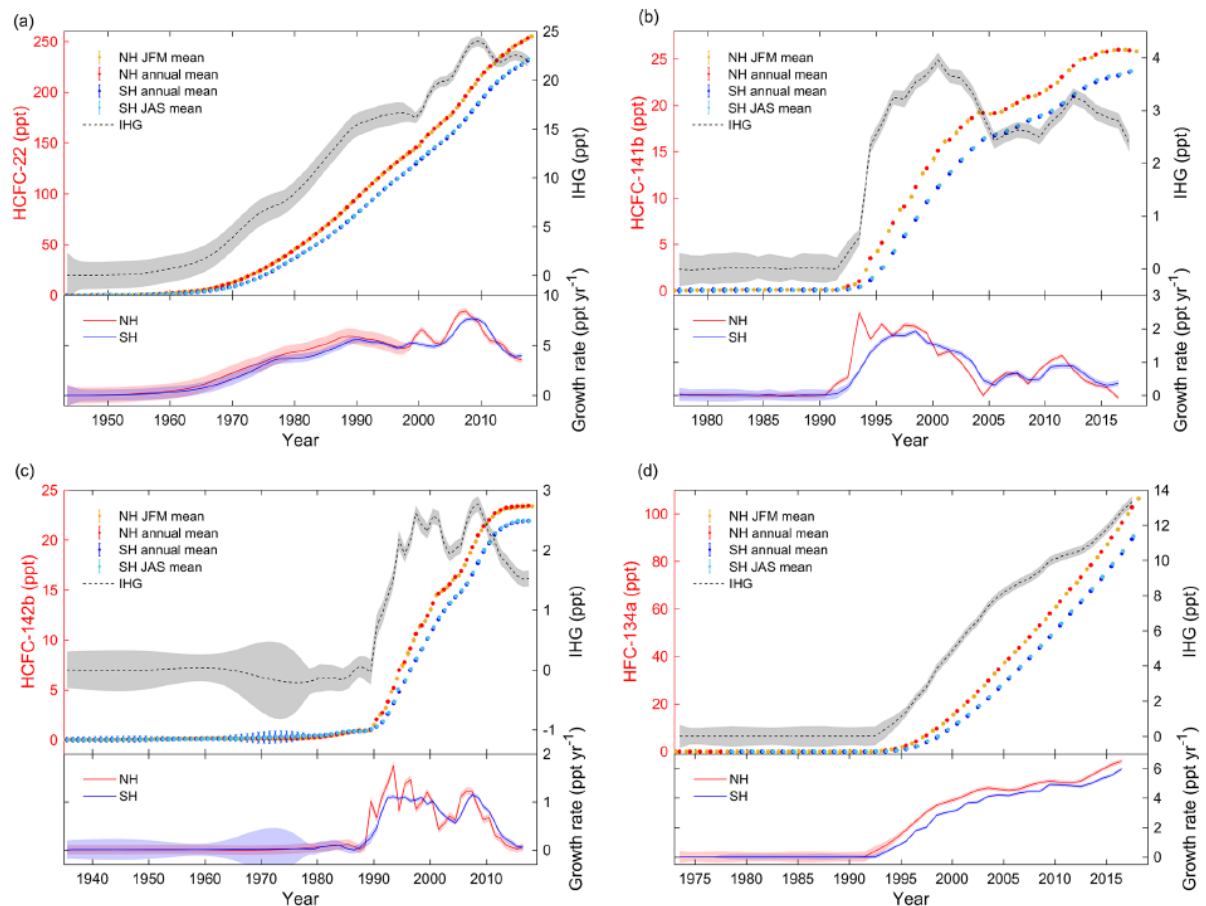 (a)
250
200
150
100
50
0
HCFC-22 (ppt)
NH JFM mean
NH annual mean
SH annual mean
SH JAS mean
IHG
25
20
15
10
5
0
IHG (ppt)
NH
SH
10
5
0
Growth rate (ppt yr⁻¹)
1950 1960 1970 1980 1990 2000 2010
Year
(b)
25
20
15
10
5
0
HCFC-141b (ppt)
NH JFM mean
NH annual mean
SH annual mean
SH JAS mean
IHG
4
3
2
1
0
IHG (ppt)
NH
SH
3
2
1
0
Growth rate (ppt yr⁻¹)
1980 1985 1990 1995 2000 2005 2010 2015
Year
(c)
25
20
15
10
5
0
HCFC-142b (ppt)
NH JFM mean
NH annual mean
SH annual mean
SH JAS mean
IHG
3
2
1
0
-1
IHG (ppt)
NH
SH
2
1
0
Growth rate (ppt yr⁻¹)
1940 1950 1960 1970 1980 1990 2000 2010
Year
(d)
100
80
60
40
20
0
HFC-134a (ppt)
NH JFM mean
NH annual mean
SH annual mean
SH JAS mean
IHG
14
12
10
8
6
4
2
0
IHG (ppt)
NH
SH
6
4
2
0
Growth rate (ppt yr⁻¹)
1975 1980 1985 1990 1995 2000 2005 2010 2015
Year